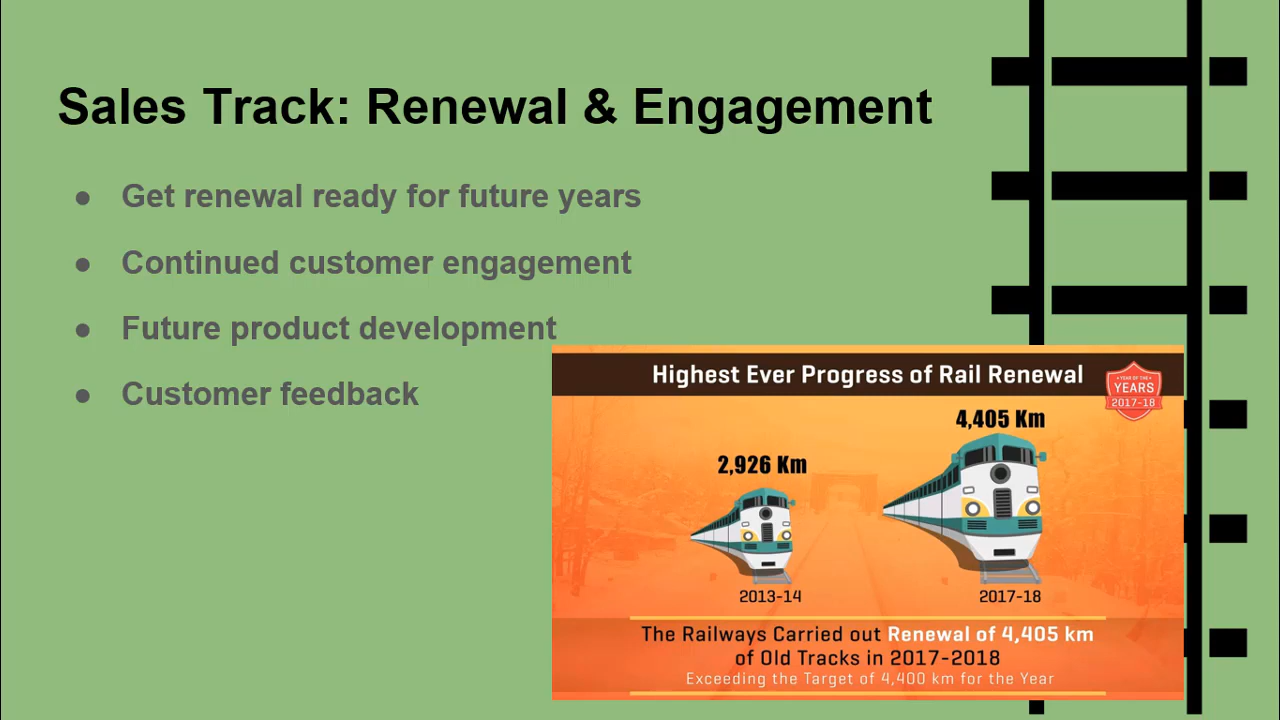 Sales Track: Renewal & Engagement
● Get renewal ready for future years
● Continued customer engagement
● Future product development
● Customer feedback
Highest Ever Progress of Rail Renewal
YEAR OF THE
YEARS
2017-18
4,405 Km
2,926 Km
2013-14
2017-18
The Railways Carried out Renewal of 4,405 km
of Old Tracks in 2017-2018
Exceeding the Target of 4,400 km for the Year